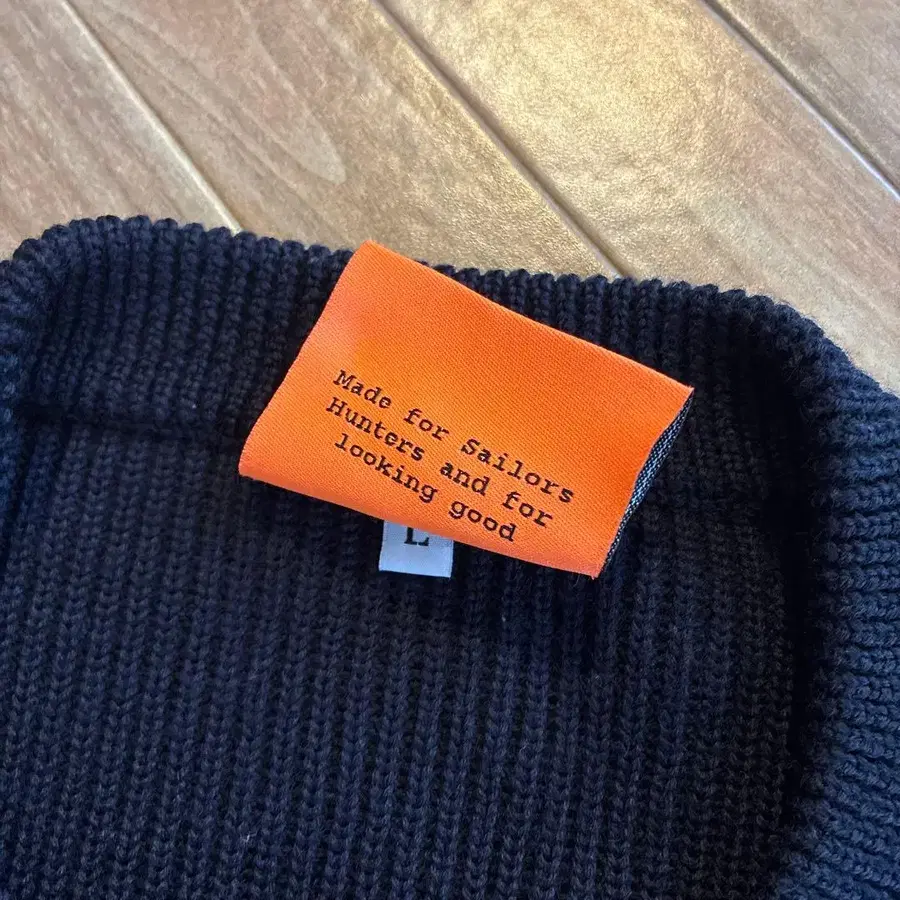 Made for Sailors
Hunters and for
looking good
L